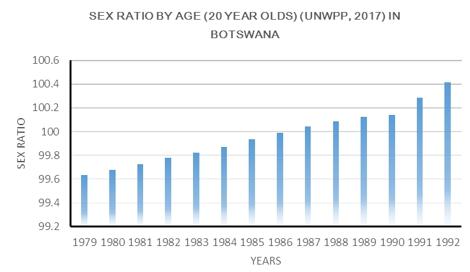 SEX RATIO BY AGE (20 YEAR OLDS) (UNWPP, 2017) IN
BOTSWANA
100.6
100.4
100.2
100
99.8
99.6
99.4
99.2
SEX RATIO
1979 1980 1981 1982 1983 1984 1985 1986 1987 1988 1989 1990 1991 1992
YEARS